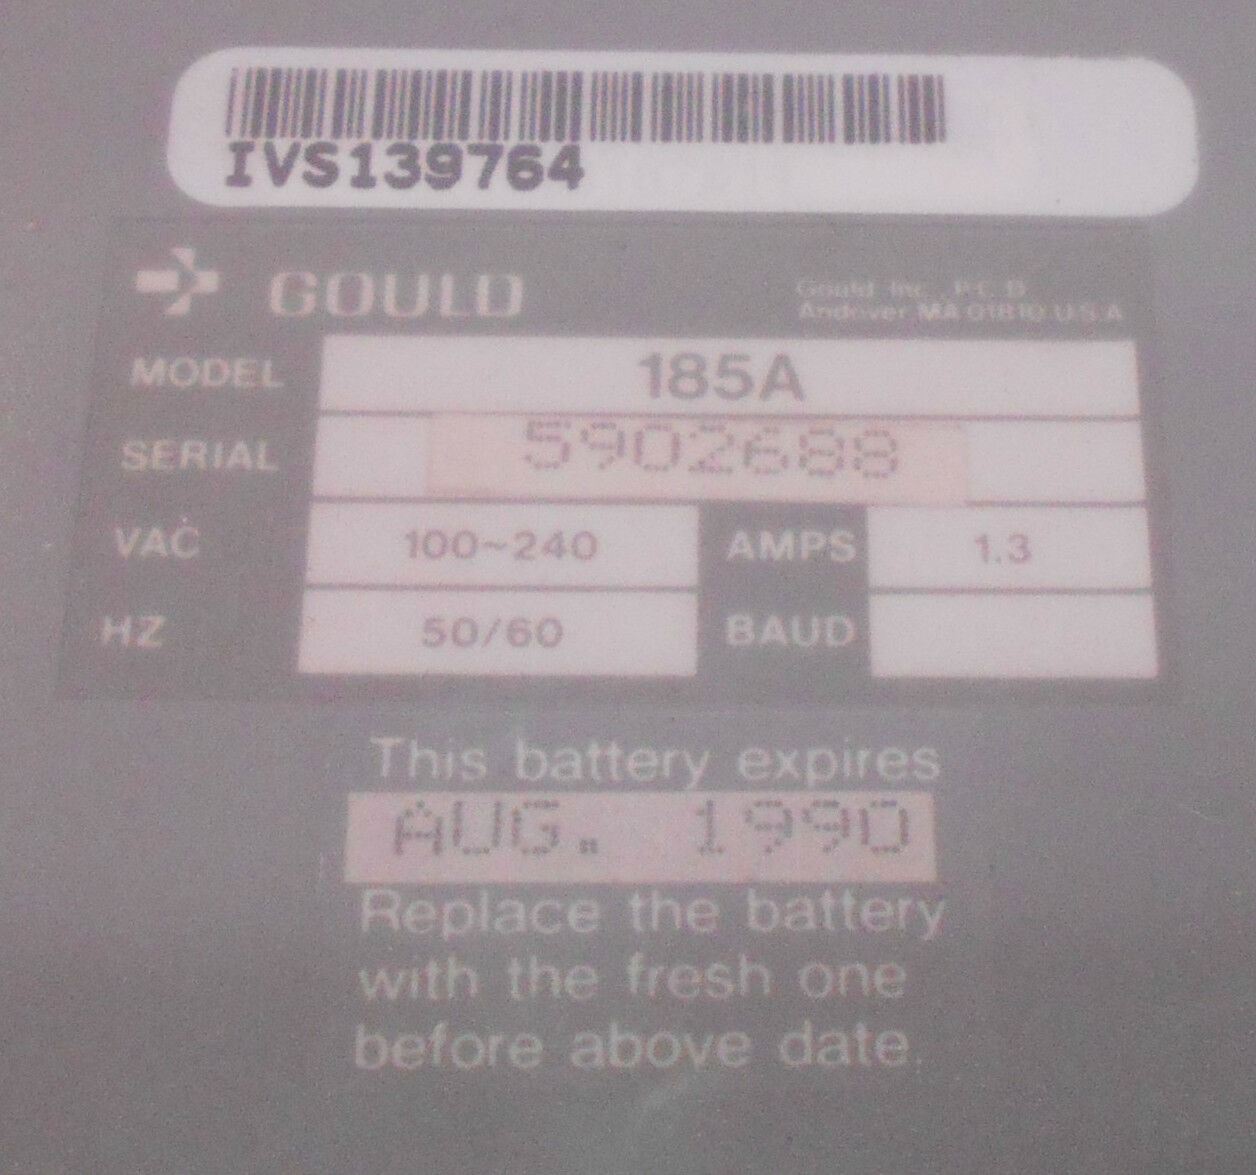 IVS139764
GOULD
Gould Inc., P.C.D.
Andover MA 01810 U.S.A
MODEL 185A
SERIAL 5902688
VAC 100~240 AMPS 1.3
HZ 50/60 BAUD
This battery expires
AUG. 1990
Replace the battery
with the fresh one
before above date.